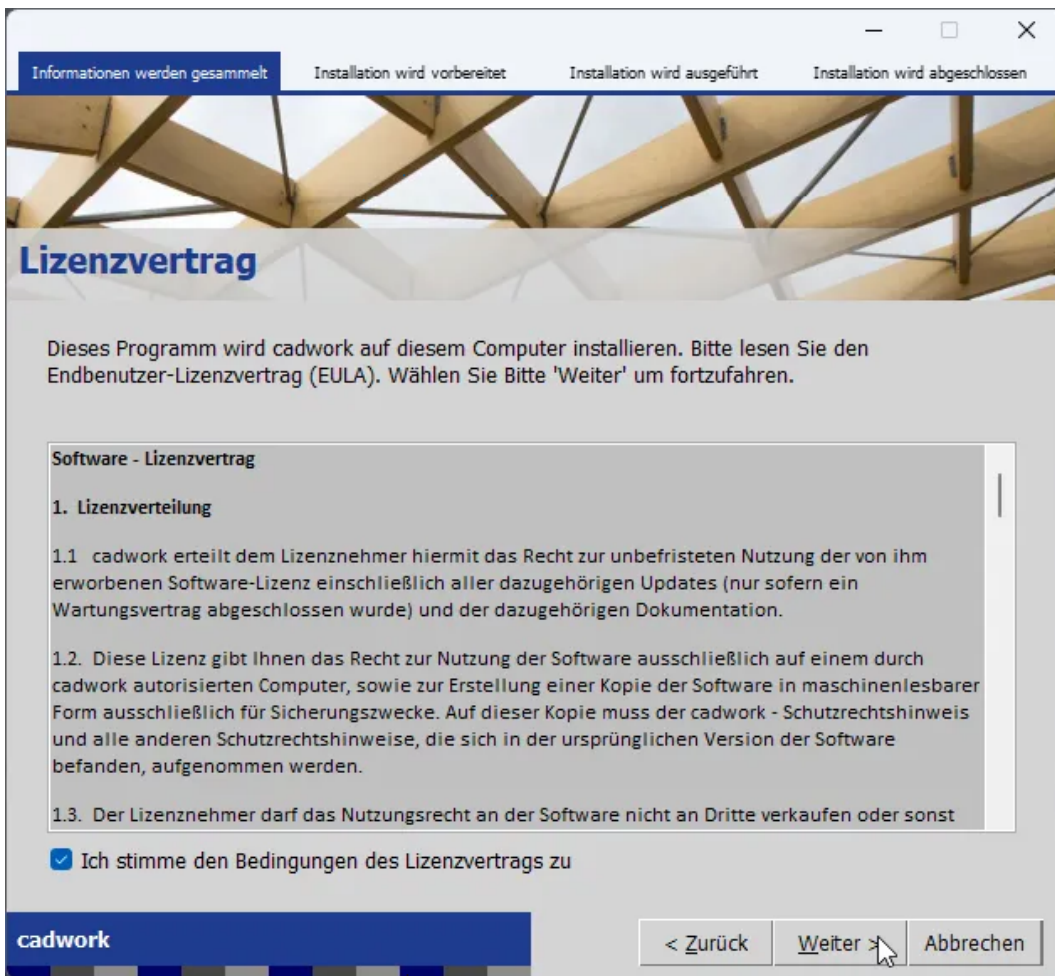 Informationen werden gesammelt Installation wird vorbereitet Installation wird ausgeführt Installation wird abgeschlossen
Lizenzvertrag
Dieses Programm wird cadwork auf diesem Computer installieren. Bitte lesen Sie den
Endbenutzer-Lizenzvertrag (EULA). Wählen Sie Bitte 'Weiter' um fortzufahren.
Software - Lizenzvertrag
1. Lizenzverteilung
1.1 cadwork erteilt dem Lizenznehmer hiermit das Recht zur unbefristeten Nutzung der von ihm
erworbenen Software-Lizenz einschließlich aller dazugehörigen Updates (nur sofern ein
Wartungsvertrag abgeschlossen wurde) und der dazugehörigen Dokumentation.
1.2. Diese Lizenz gibt Ihnen das Recht zur Nutzung der Software ausschließlich auf einem durch
cadwork autorisierten Computer, sowie zur Erstellung einer Kopie der Software in maschinenlesbarer
Form ausschließlich für Sicherungszwecke. Auf dieser Kopie muss der cadwork - Schutzrechtshinweis
und alle anderen Schutzrechtshinweise, die sich in der ursprünglichen Version der Software
befanden, aufgenommen werden.
1.3. Der Lizenznehmer darf das Nutzungsrecht an der Software nicht an Dritte verkaufen oder sonst
Ich stimme den Bedingungen des Lizenzvertrags zu
cadwork
< Zurück Weiter > Abbrechen